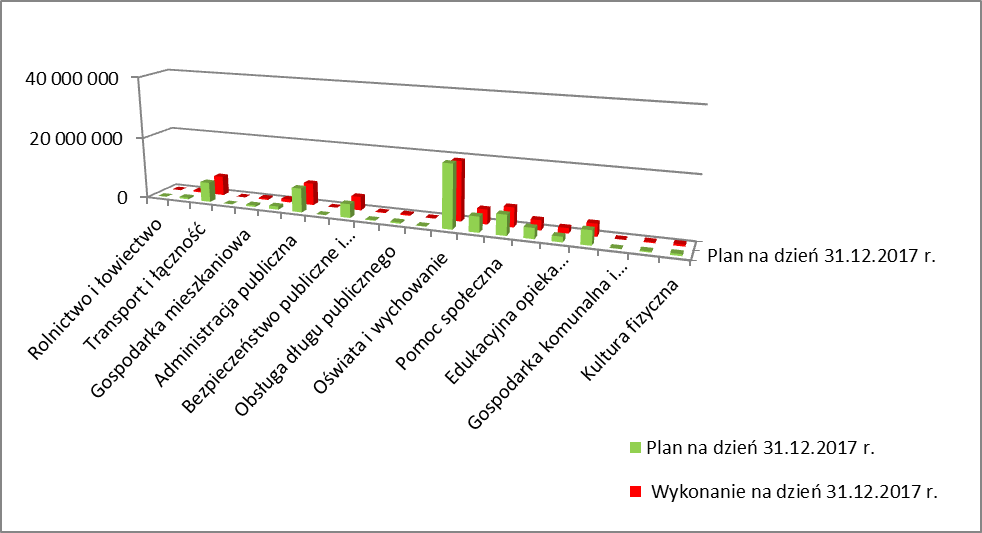 40 000 000
20 000 000
0
Rolnictwo i łowiectwo
Transport i łączność
Gospodarka mieszkaniowa
Administracja publiczna
Bezpieczeństwo publiczne i…
Obsługa długu publicznego
Oświata i wychowanie
Pomoc społeczna
Edukacyjna opieka…
Gospodarka komunalna i…
Kultura fizyczna
Plan na dzień 31.12.2017 r.
Plan na dzień 31.12.2017 r.
Wykonanie na dzień 31.12.2017 r.